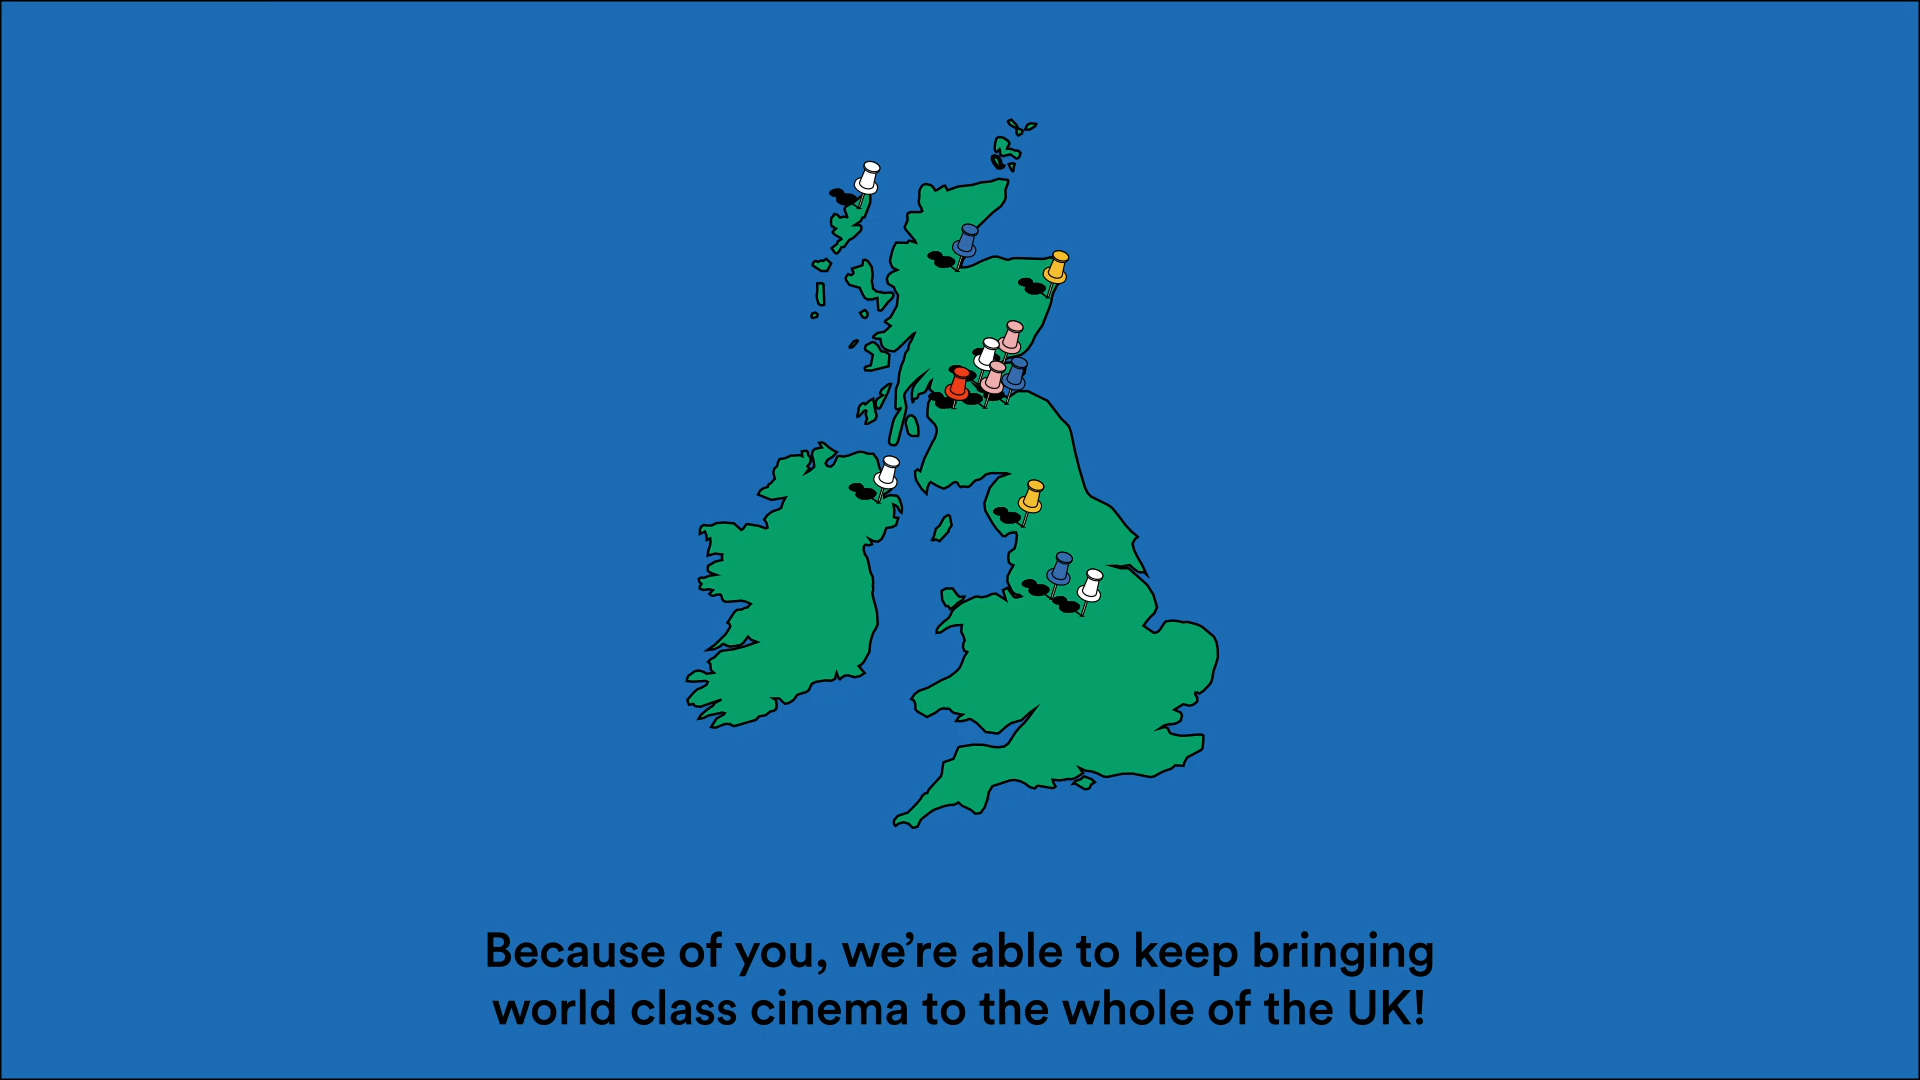 Because of you, we’re able to keep bringing
world class cinema to the whole of the UK!